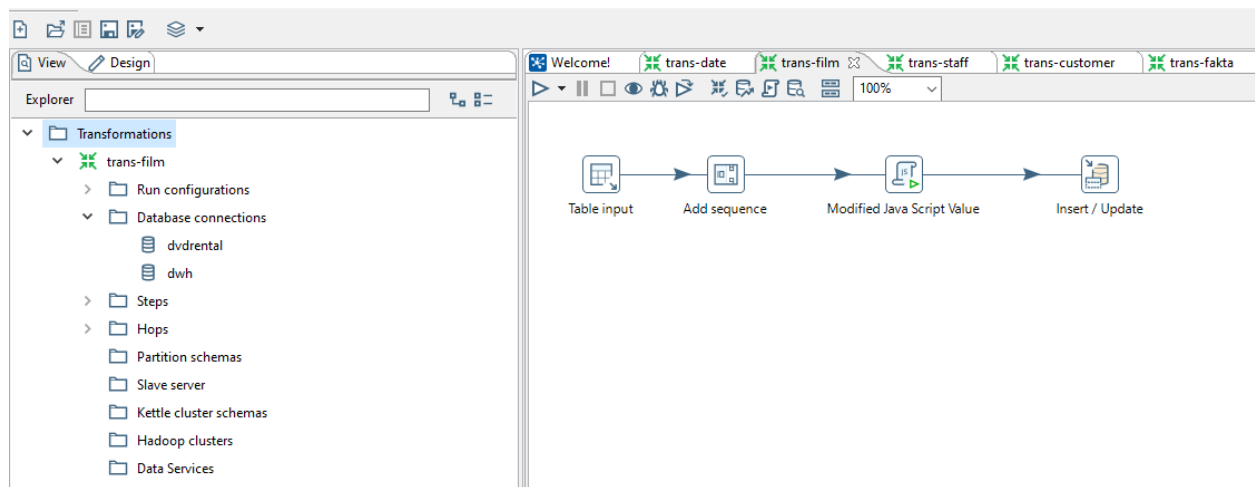 View Design
Explorer
Transformations
trans-film
Run configurations
Database connections
dvdrental
dwh
Steps
Hops
Partition schemas
Slave server
Kettle cluster schemas
Hadoop clusters
Data Services
Welcome! trans-date trans-film trans-staff trans-customer trans-fakta
100%
Table input Add sequence Modified Java Script Value Insert / Update